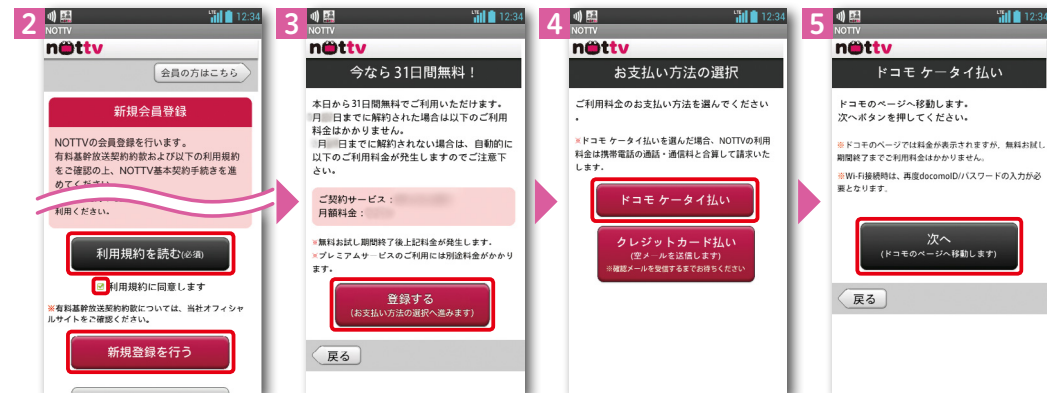 2
LTE
12:34
NOTTV
nottv
会員の方はこちら
新規会員登録
NOTTVの会員登録を行います。
有料基幹放送契約約款および以下の利用規約
をご確認の上、NOTTV基本契約手続きを進
めてください
利用ください。
利用規約を読む(必須)
利用規約に同意します
※有料基幹放送契約約款については、当社オフィシャ
ルサイトをご確認ください。
新規登録を行う
3
LTE
12:34
NOTTV
nottv
今なら31日間無料!
本日から31日間無料でご利用いただけます。
月 日までに解約された場合は以下のご利用
料金はかかりません。
月 日までに解約されない場合は、自動的に
以下のご利用料金が発生しますのでご注意下
さい。
ご契約サービス:
月額料金:
※無料お試し期間終了後上記料金が発生します。
※プレミアムサービスのご利用には別途料金がかかり
ます。
登録する
(お支払い方法の選択へ進みます)
戻る
4
LTE
12:34
NOTTV
nottv
お支払い方法の選択
ご利用料金のお支払い方法を選んでください
。
※ドコモ ケータイ払いを選んだ場合、NOTTVの利用
料金は携帯電話の通話・通信料と合算して請求いた
します。
ドコモ ケータイ払い
クレジットカード払い
(空メールを送信します)
※確認メールを受信するまでお待ちください
5
LTE
12:34
NOTTV
nottv
ドコモ ケータイ払い
ドコモのページへ移動します。
次へボタンを押してください。
※ドコモのページでは料金が表示されますが、無料お試し
期間終了までご利用料金はかかりません。
※Wi-Fi接続時は、再度docomoID/パスワードの入力が必
要となります。
次へ
(ドコモのページへ移動します)
戻る